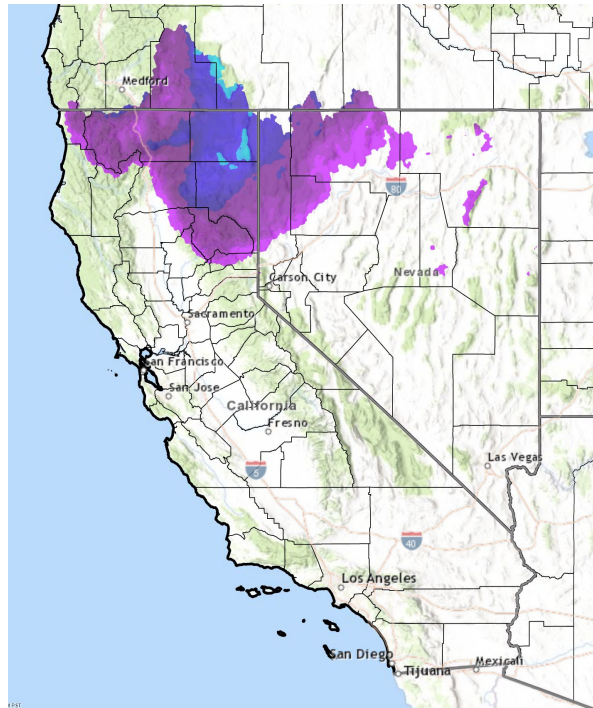 Medford
80
Carson City
Nevada
Sacramento
San Francisco
San Jose
California
Fresno
5
Las Vegas
40
Los Angeles
San Diego
Tijuana
Mexicali